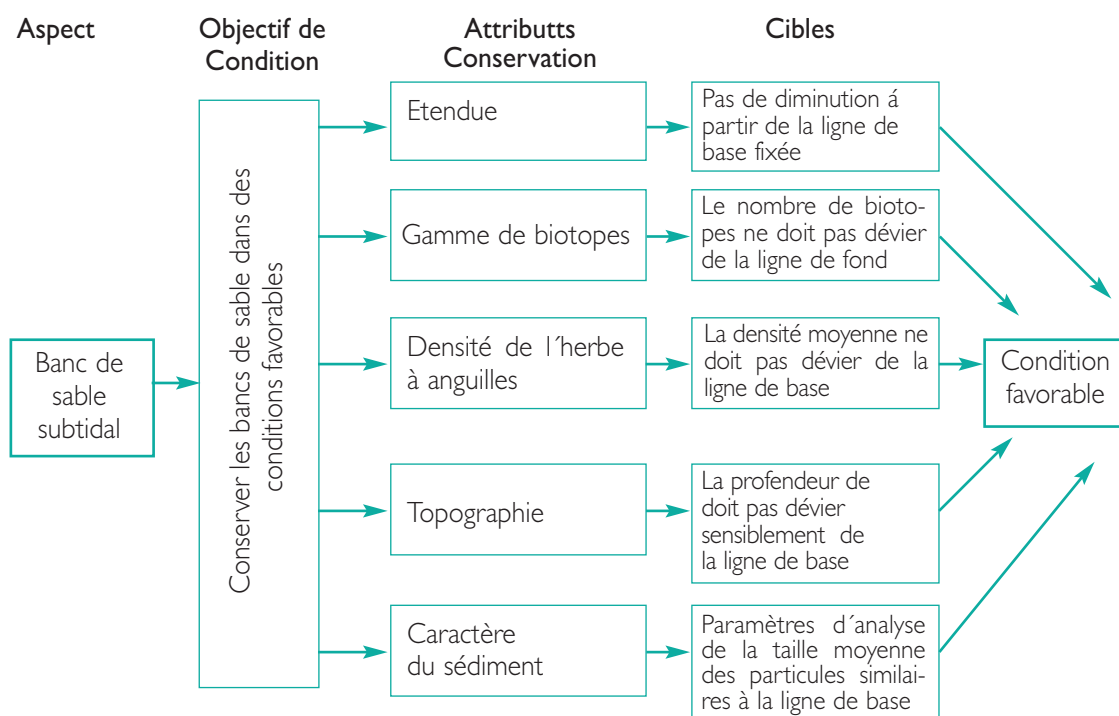 Aspect
Objectif de
Condition
Attributts
Conservation
Cibles
Banc de
sable
subtidal
Conserver les bancs de sable dans des
conditions favorables
Etendue
Pas de diminution á
partir de la ligne de
base fixée
Gamme de biotopes
Le nombre de bioto-
pes ne doit pas dévier
de la ligne de fond
Densité de l´herbe
à anguilles
La densité moyenne ne
doit pas dévier de la
ligne de base
Topographie
La profendeur de
doit pas dévier
sensiblement de
la ligne de base
Caractère
du sédiment
Paramètres d´analyse
de la taille moyenne
des particules similai-
res à la ligne de base
Condition
favorable